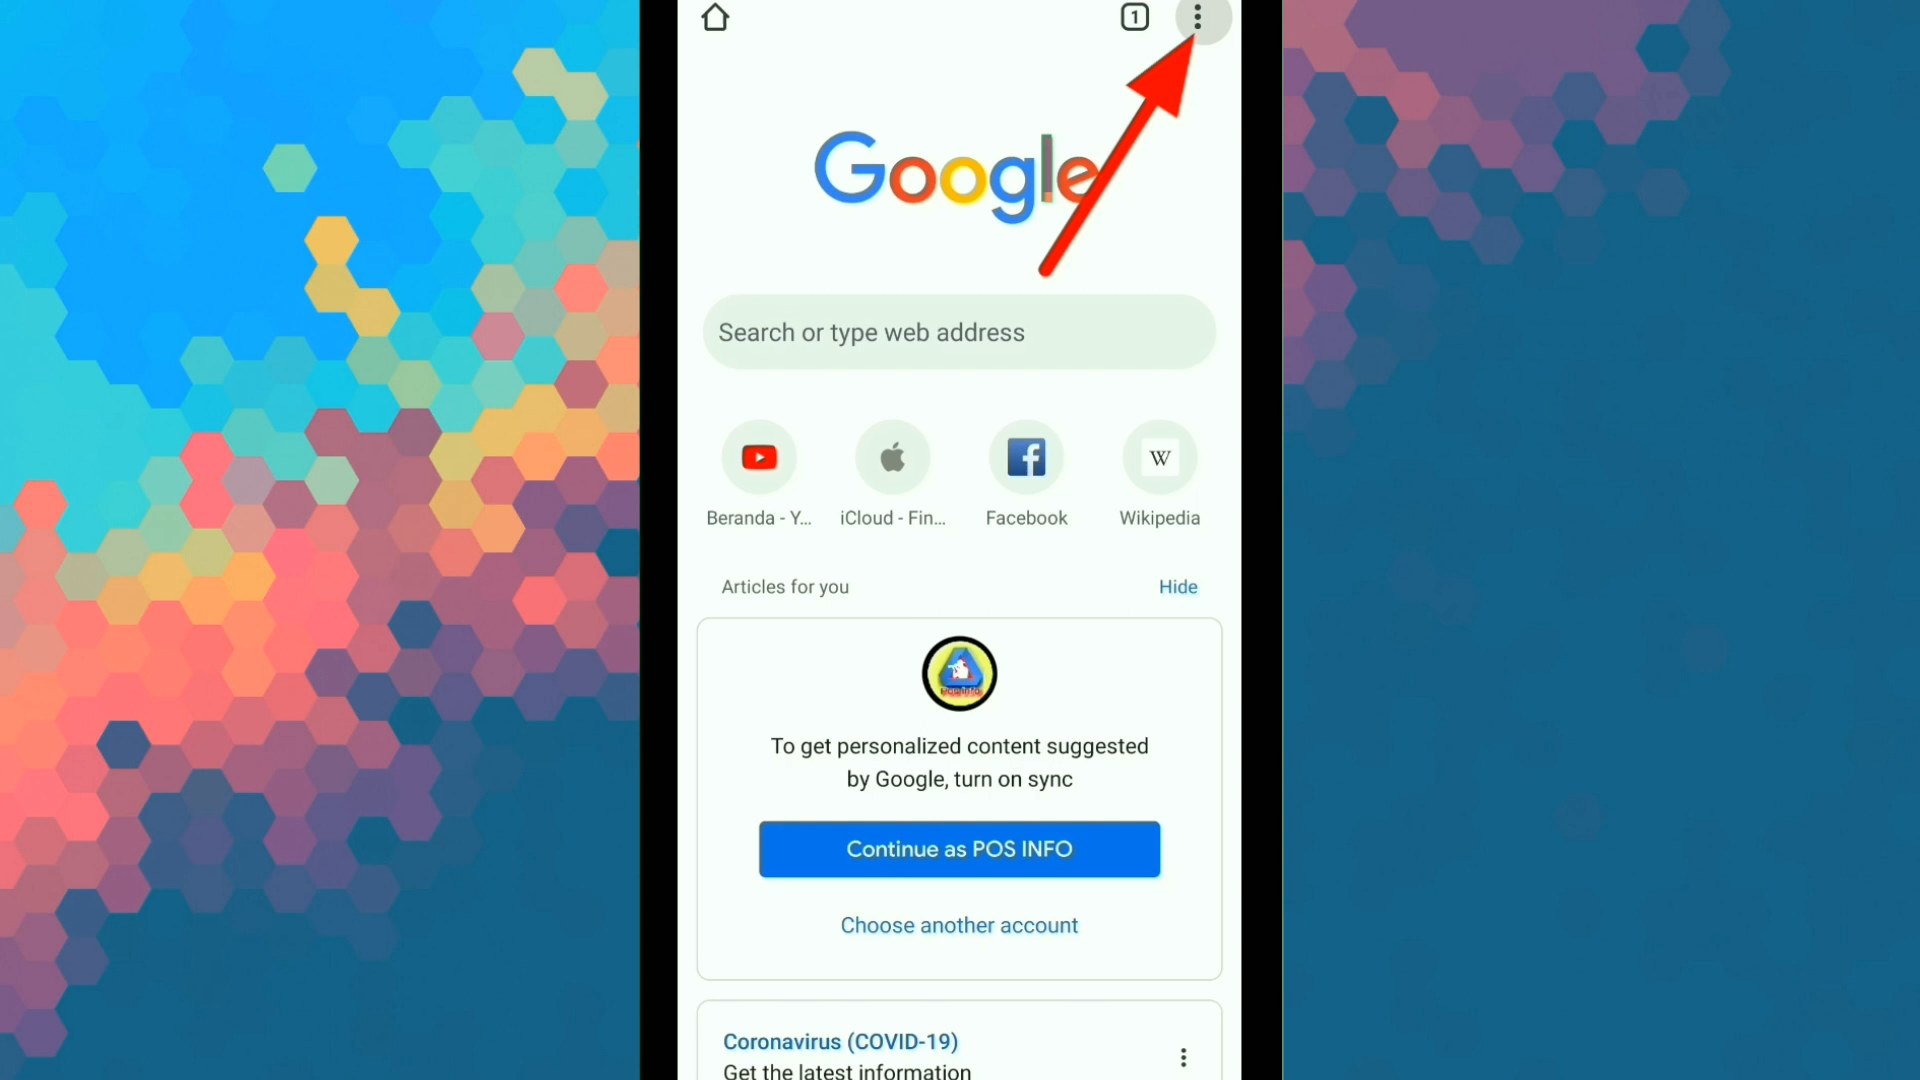 1
Google
Search or type web address
Beranda - Y... iCloud - Fin... Facebook Wikipedia
W
Articles for you Hide
To get personalized content suggested
by Google, turn on sync
Continue as POS INFO
Choose another account
Coronavirus (COVID-19)
Get the latest information